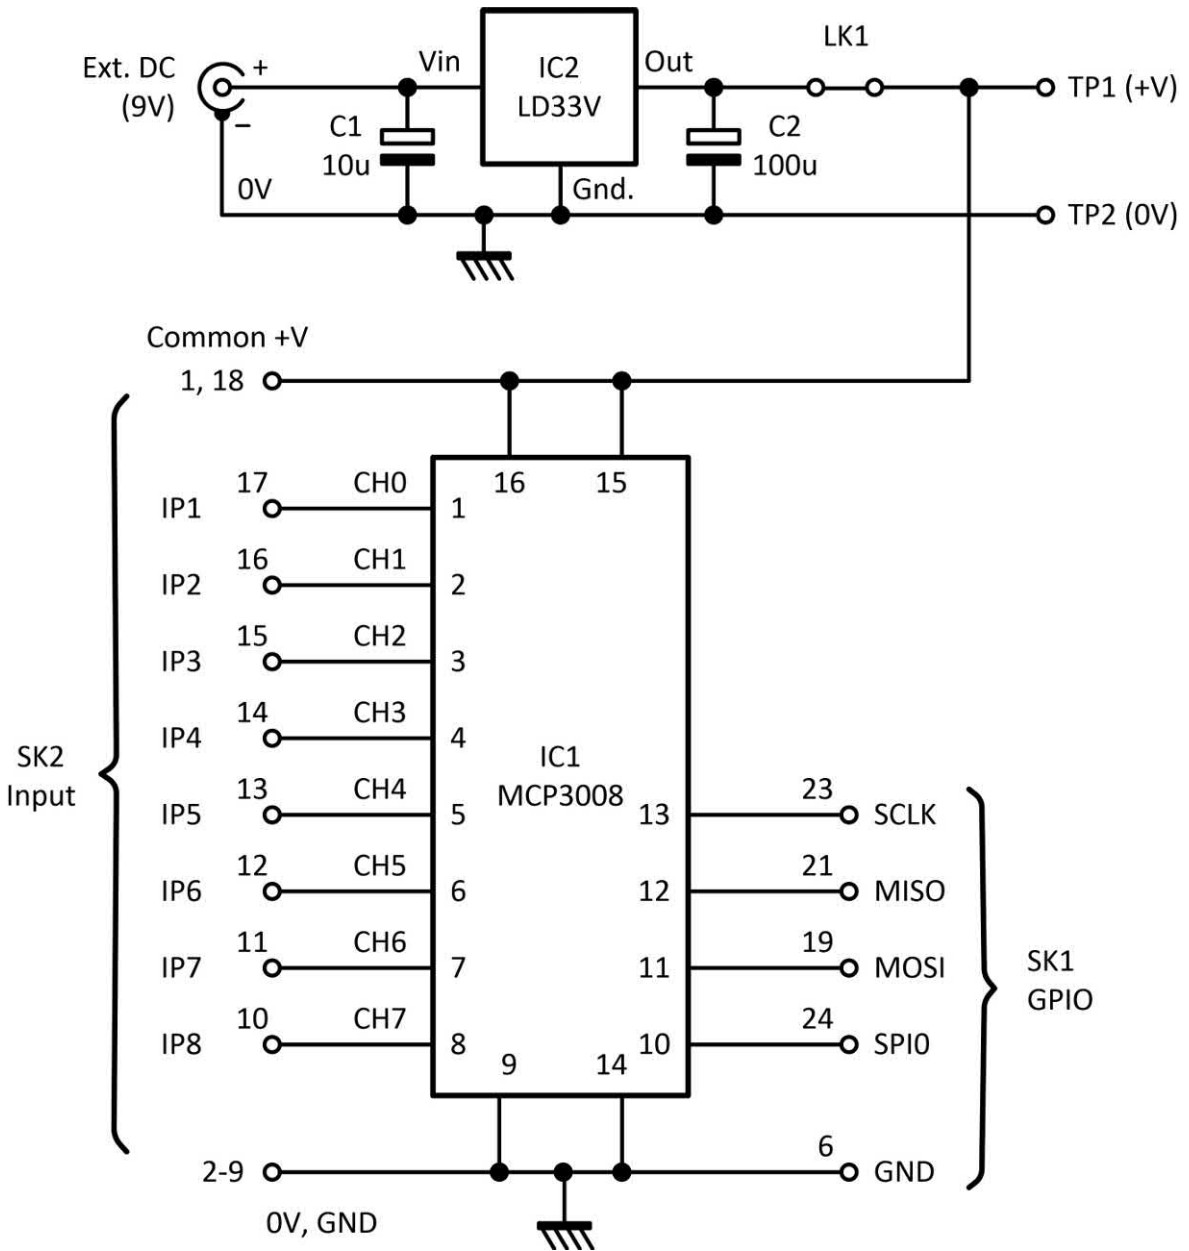 LK1
Ext. DC
(9V)
+
−
Vin
IC2
LD33V
Out
TP1 (+V)
C1
10u
C2
100u
0V
Gnd.
TP2 (0V)
Common +V
1, 18
16
15
IP1
17
CH0
1
IP2
16
CH1
2
IP3
15
CH2
3
IP4
14
CH3
4
SK2
Input
IC1
MCP3008
IP5
13
CH4
5
13
23
SCLK
IP6
12
CH5
6
12
21
MISO
IP7
11
CH6
7
11
19
MOSI
SK1
GPIO
IP8
10
CH7
8
10
24
SPI0
9
14
2-9
6
GND
0V, GND